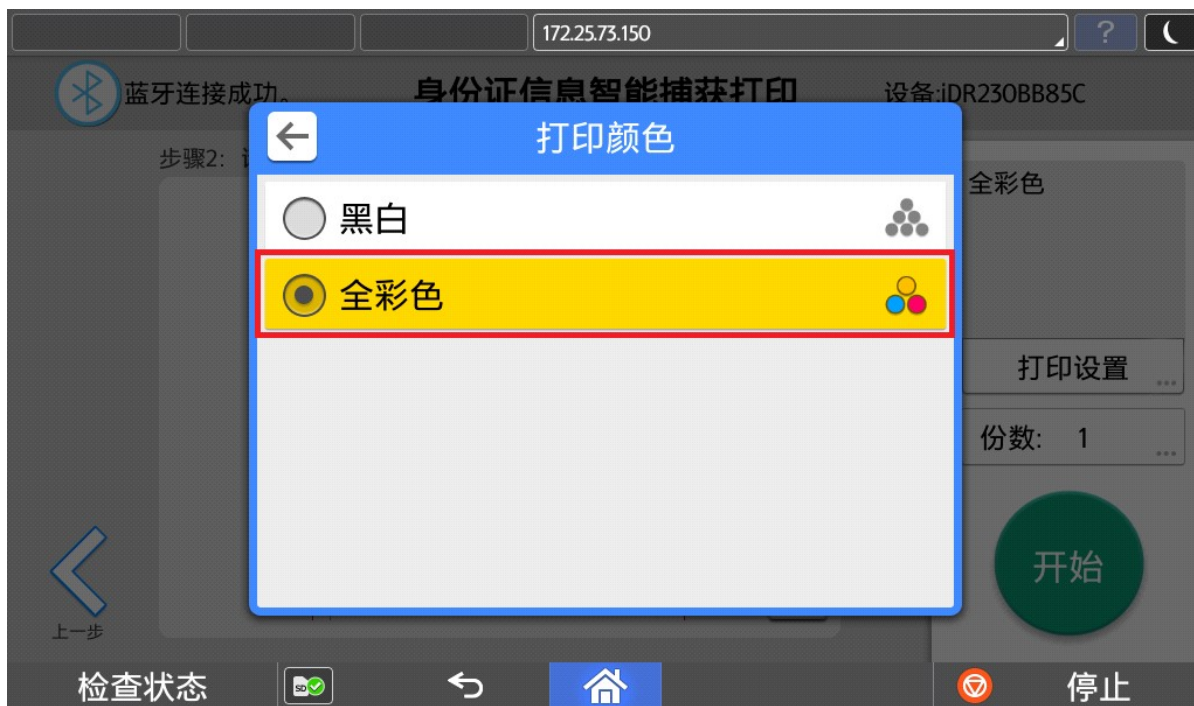 172.25.73.150
?
蓝牙连接成功。
身份证信息智能捕获打印
设备:iDR230BB85C
步骤2:
打印颜色
全彩色
黑白
全彩色
打印设置
份数: 1
开始
上一步
检查状态
SD
停止